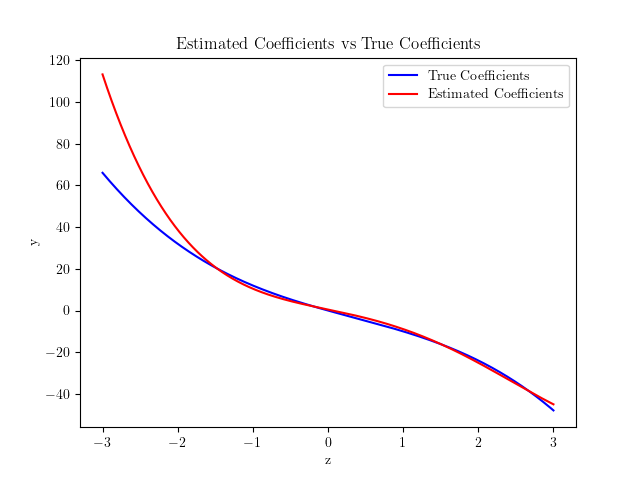 Estimated Coefficients vs True Coefficients
True Coefficients
Estimated Coefficients
120
100
80
60
40
20
0
−20
−40
y
−3 −2 −1 0 1 2 3
z